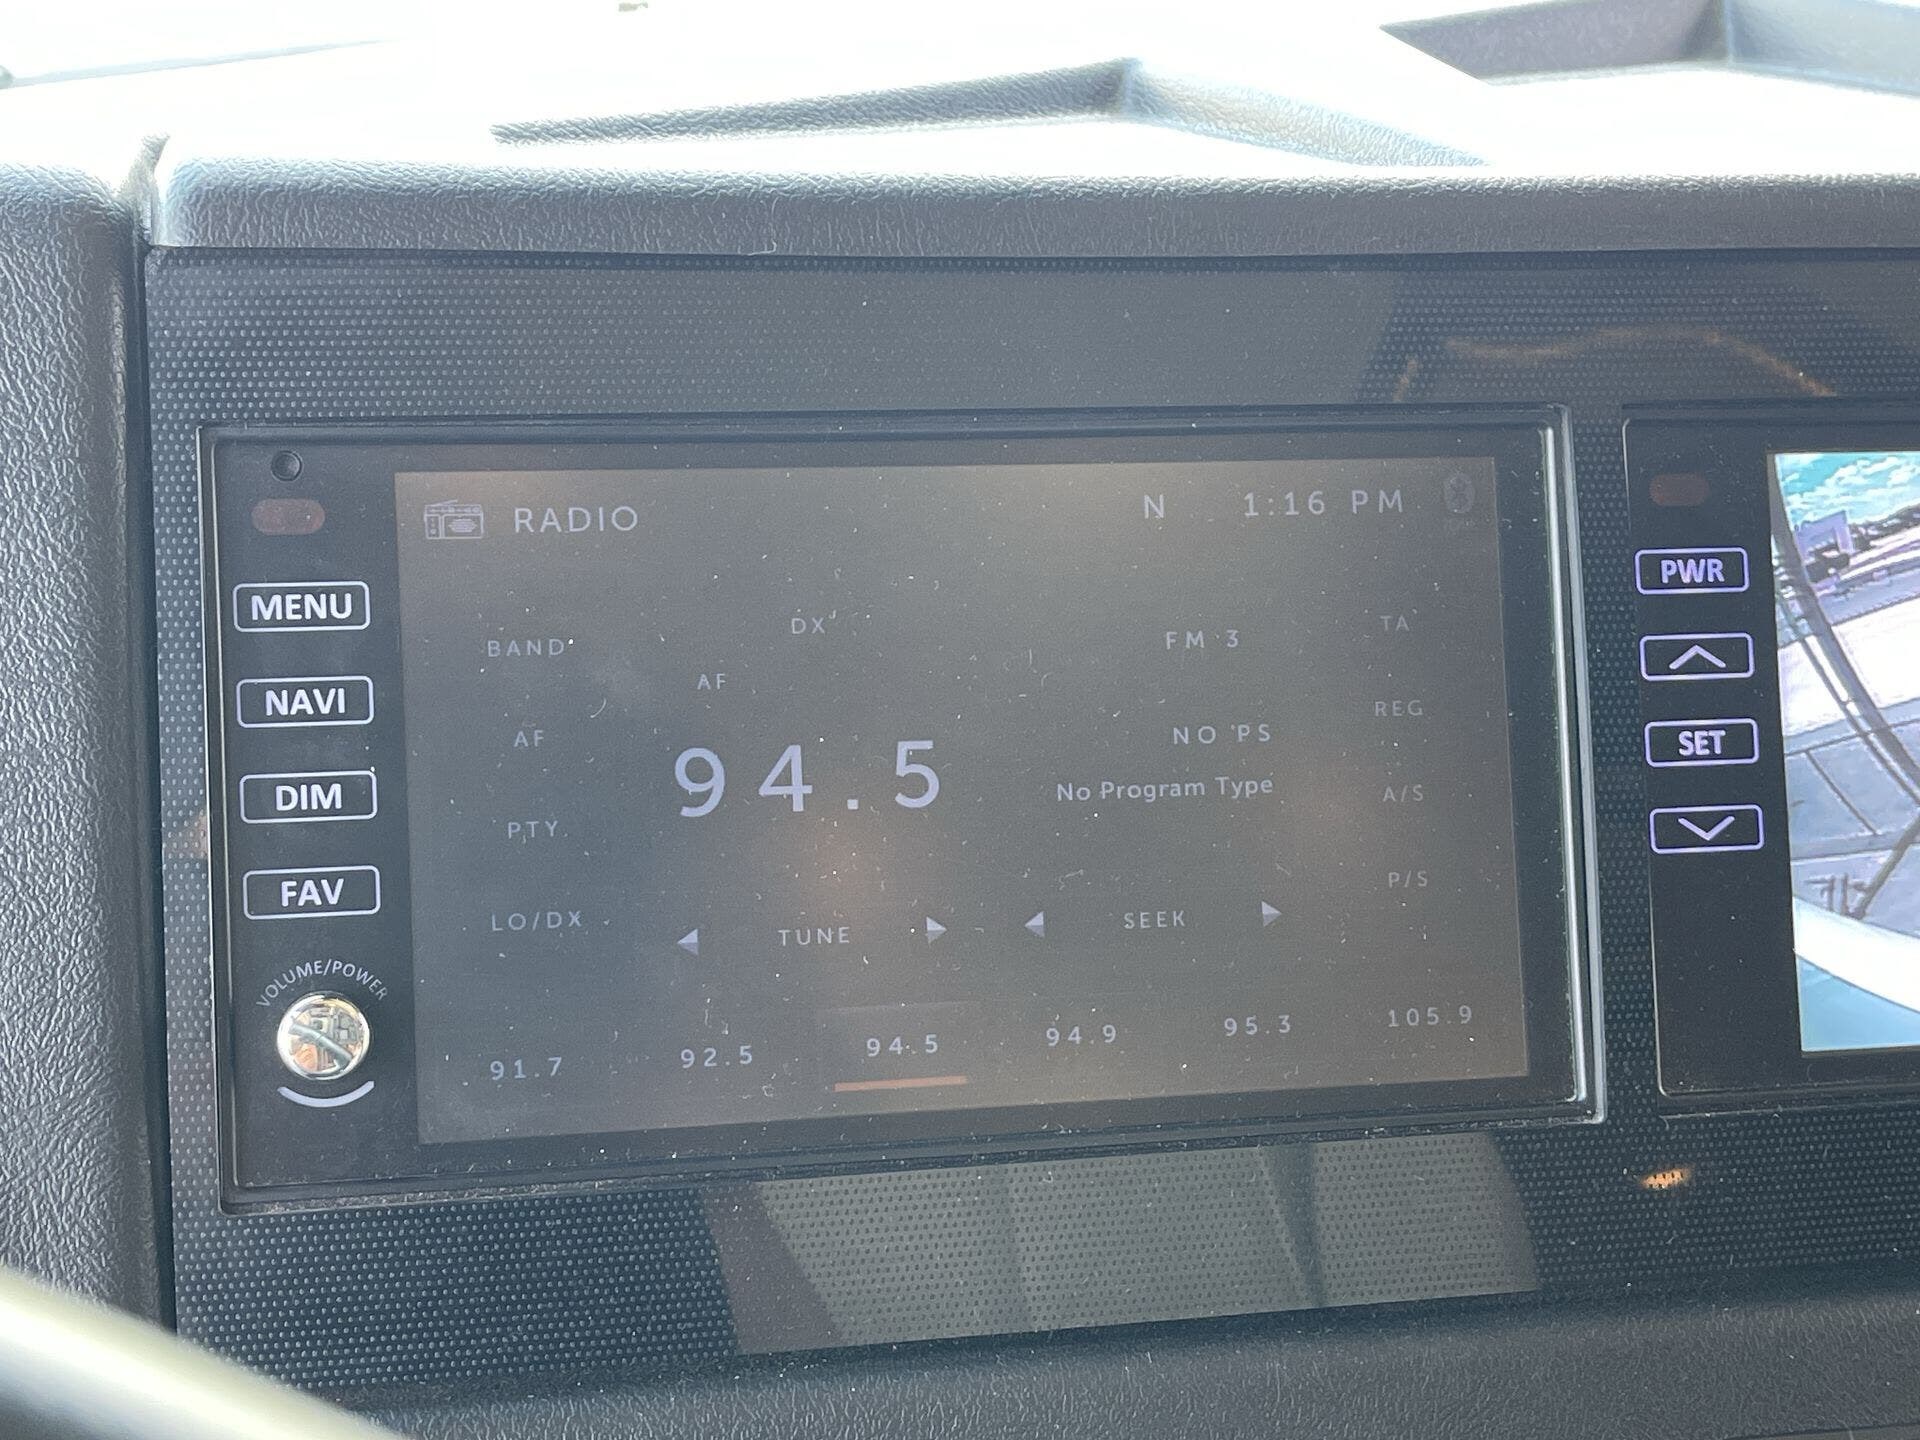 RADIO
N 1:16 PM
BAND
DX
FM 3
TA
AF
AF
NO PS
REG
94.5
No Program Type
A/S
PTY
P/S
LO/DX
TUNE
SEEK
91.7 92.5 94.5 94.9 95.3 105.9
MENU
NAVI
DIM
FAV
VOLUME/POWER
PWR
SET